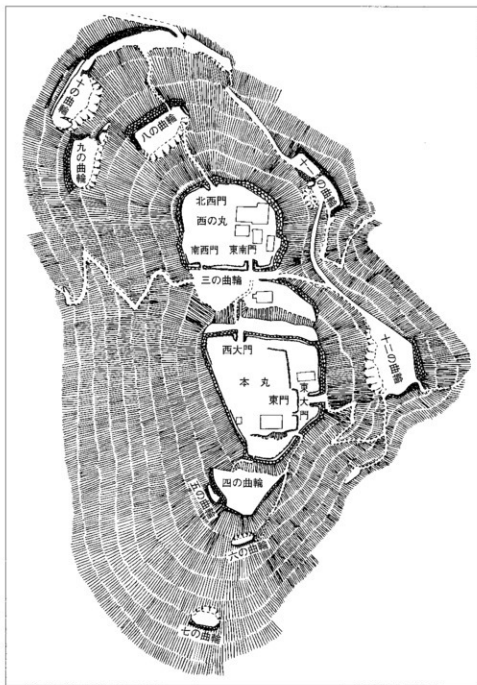 十の曲輪
八の曲輪
九の曲輪
十一の曲輪
北西門
西の丸
南西門
東南門
三の曲輪
西大門
十二の曲輪
本丸
東門
東大門
四の曲輪
五の曲輪
六の曲輪
七の曲輪